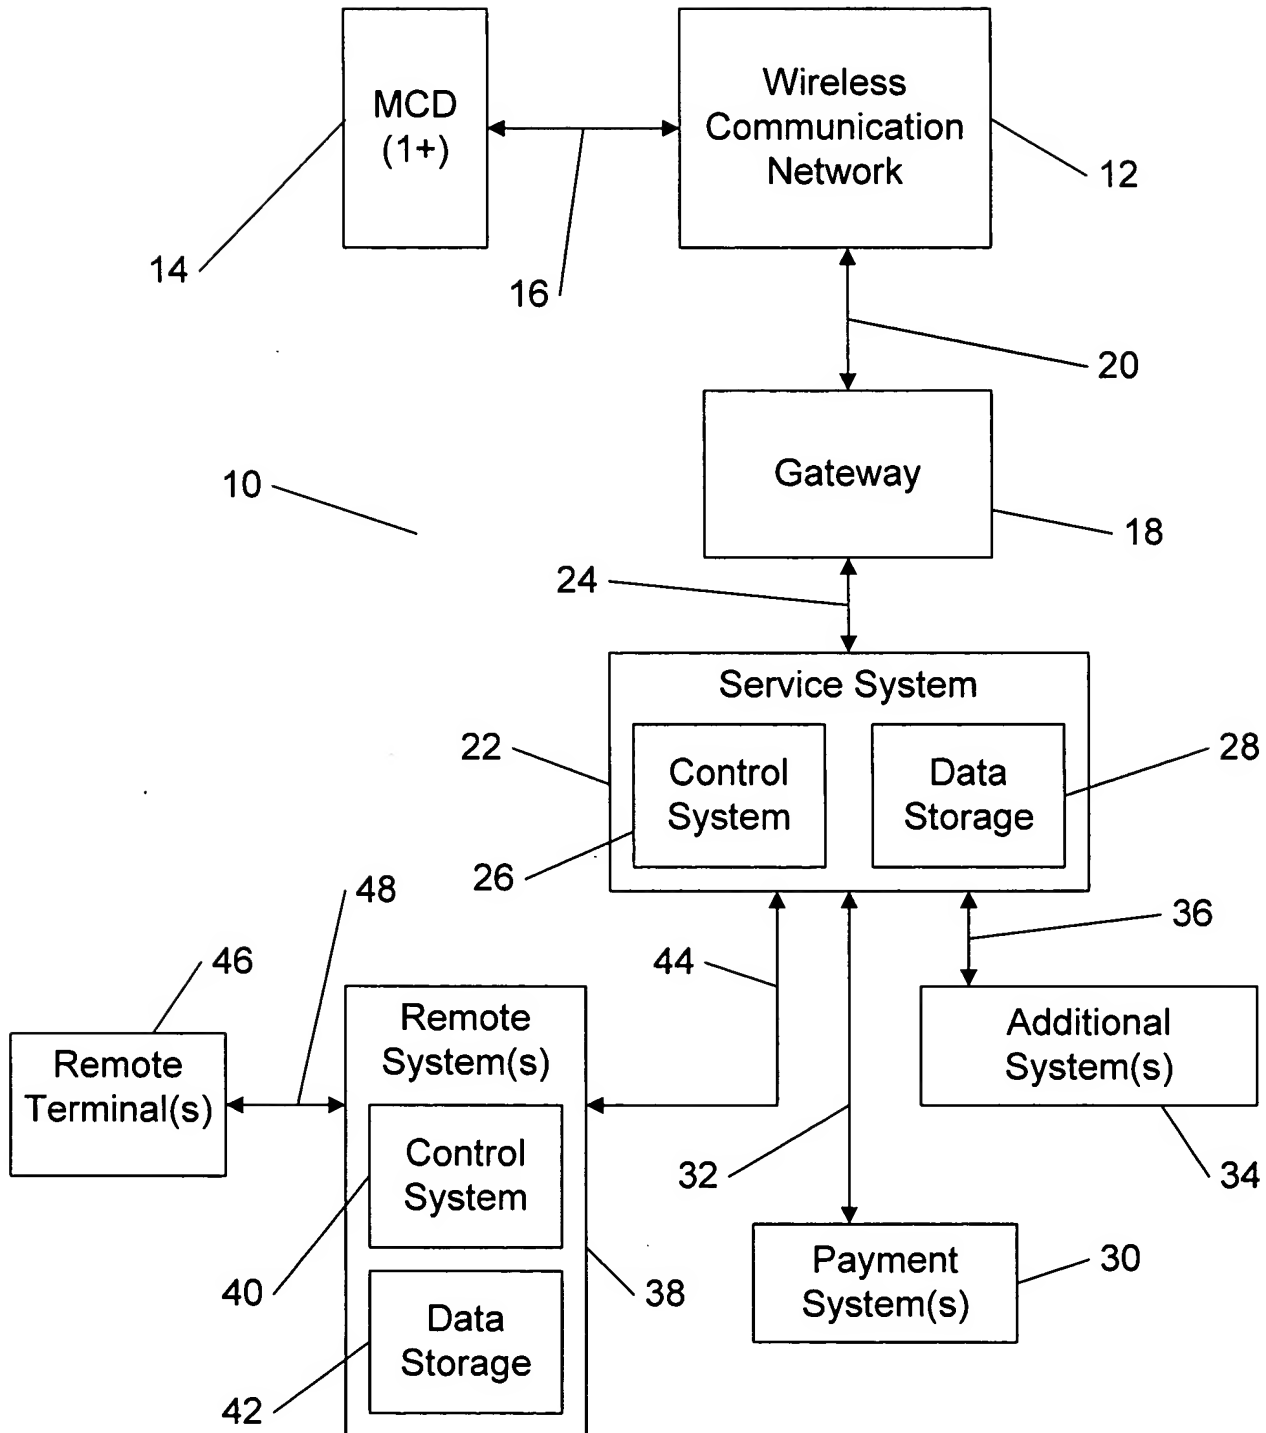 MCD
(1+)
Wireless
Communication
Network
12
14
16
20
Gateway
10
18
24
Service System
22
Control
System
Data
Storage
28
26
48
36
46
44
Remote
Terminal(s)
Remote
System(s)
Additional
System(s)
Control
System
32
34
40
38
Payment
System(s)
30
Data
Storage
42